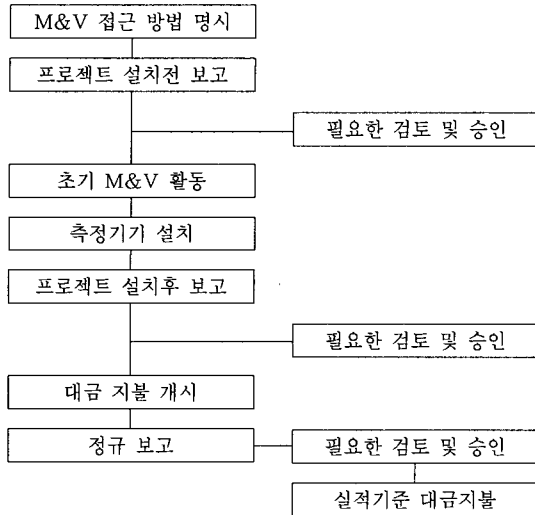 M&V 접근 방법 명시
프로젝트 설치전 보고
필요한 검토 및 승인
초기 M&V 활동
측정기기 설치
프로젝트 설치후 보고
필요한 검토 및 승인
대금 지불 개시
정규 보고
필요한 검토 및 승인
실적기준 대금지불